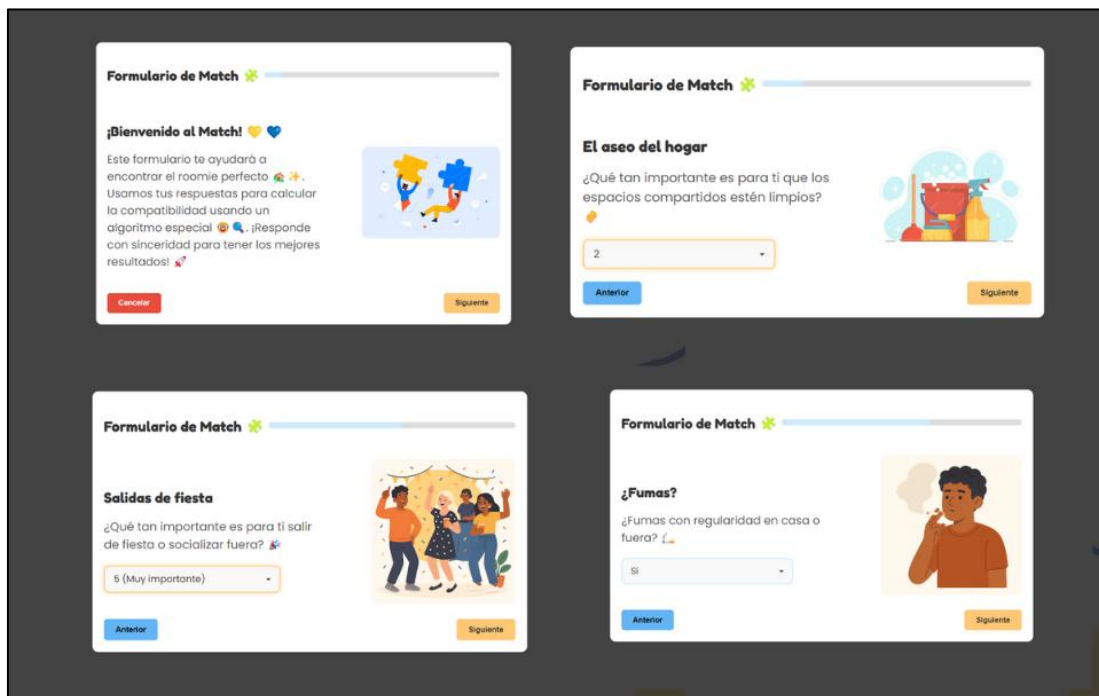 Formulario de Match 🧩
¡Bienvenido al Match! 💛 💙
Este formulario te ayudará a
encontrar el roomie perfecto 🏠 ✨.
Usamos tus respuestas para calcular
la compatibilidad usando un
algoritmo especial 🤓 🔍. ¡Responde
con sinceridad para tener los mejores
resultados! 🚀
Cancelar
Siguiente
Formulario de Match 🧩
El aseo del hogar
¿Qué tan importante es para ti que los
espacios compartidos estén limpios?
🧽
2
Anterior
Siguiente
Formulario de Match 🧩
Salidas de fiesta
¿Qué tan importante es para ti salir
de fiesta o socializar fuera? 🎉
5 (Muy importante)
Anterior
Siguiente
Formulario de Match 🧩
¿Fumas?
¿Fumas con regularidad en casa o
fuera? 🚬
Sí
Anterior
Siguiente